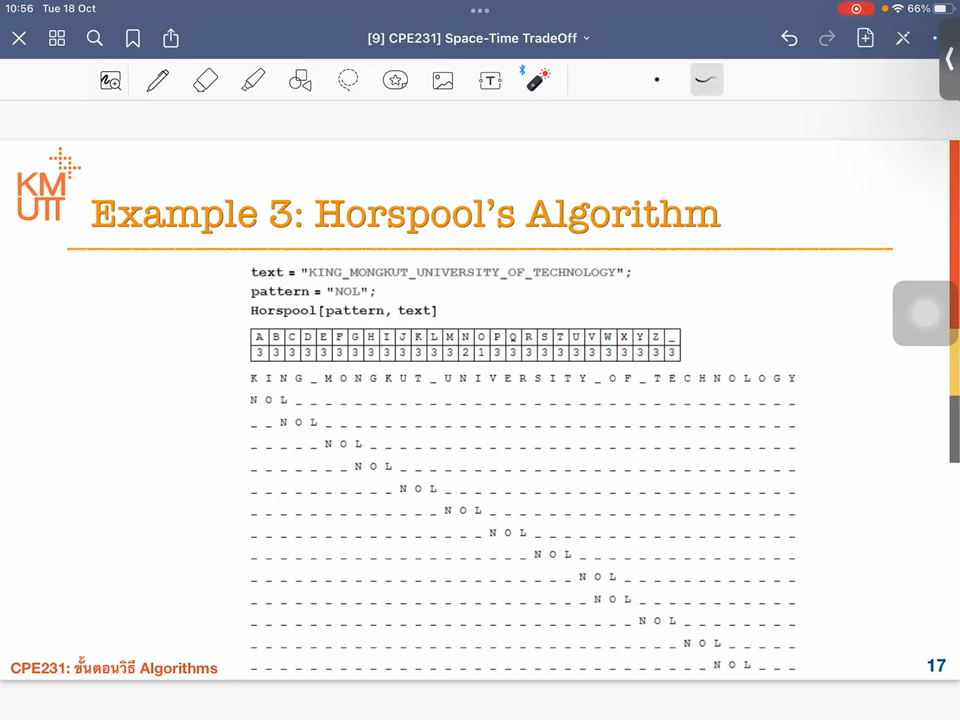 10:56 Tue 18 Oct
66%
[9] CPE231] Space-Time TradeOff
T
KM
UTT
Example 3: Horspool's Algorithm
text = "KING_MONGKUT_UNIVERSITY_OF_TECHNOLOGY";
pattern = "NOL";
Horspool[pattern, text]
A B C D E F G H I J K L M N O P Q R S T U V W X Y Z _
3 3 3 3 3 3 3 3 3 3 3 3 3 2 1 3 3 3 3 3 3 3 3 3 3 3 3
K I N G _ M O N G K U T _ U N I V E R S I T Y _ O F _ T E C H N O L O G Y
N O L _ _ _ _ _ _ _ _ _ _ _ _ _ _ _ _ _ _ _ _ _ _ _ _ _ _ _ _ _ _ _ _ _ _
_ _ N O L _ _ _ _ _ _ _ _ _ _ _ _ _ _ _ _ _ _ _ _ _ _ _ _ _ _ _ _ _ _ _ _
_ _ _ _ _ N O L _ _ _ _ _ _ _ _ _ _ _ _ _ _ _ _ _ _ _ _ _ _ _ _ _ _ _ _ _
_ _ _ _ _ _ _ N O L _ _ _ _ _ _ _ _ _ _ _ _ _ _ _ _ _ _ _ _ _ _ _ _ _ _ _
_ _ _ _ _ _ _ _ _ _ N O L _ _ _ _ _ _ _ _ _ _ _ _ _ _ _ _ _ _ _ _ _ _ _ _
_ _ _ _ _ _ _ _ _ _ _ _ _ N O L _ _ _ _ _ _ _ _ _ _ _ _ _ _ _ _ _ _ _ _ _
_ _ _ _ _ _ _ _ _ _ _ _ _ _ _ _ N O L _ _ _ _ _ _ _ _ _ _ _ _ _ _ _ _ _ _
_ _ _ _ _ _ _ _ _ _ _ _ _ _ _ _ _ _ _ N O L _ _ _ _ _ _ _ _ _ _ _ _ _ _ _
_ _ _ _ _ _ _ _ _ _ _ _ _ _ _ _ _ _ _ _ _ _ N O L _ _ _ _ _ _ _ _ _ _ _ _
_ _ _ _ _ _ _ _ _ _ _ _ _ _ _ _ _ _ _ _ _ _ _ N O L _ _ _ _ _ _ _ _ _ _ _
_ _ _ _ _ _ _ _ _ _ _ _ _ _ _ _ _ _ _ _ _ _ _ _ _ _ N O L _ _ _ _ _ _ _ _
_ _ _ _ _ _ _ _ _ _ _ _ _ _ _ _ _ _ _ _ _ _ _ _ _ _ _ _ _ N O L _ _ _ _ _
_ _ _ _ _ _ _ _ _ _ _ _ _ _ _ _ _ _ _ _ _ _ _ _ _ _ _ _ _ _ _ N O L _ _ _
CPE231: ขั้นตอนวิธี Algorithms
17